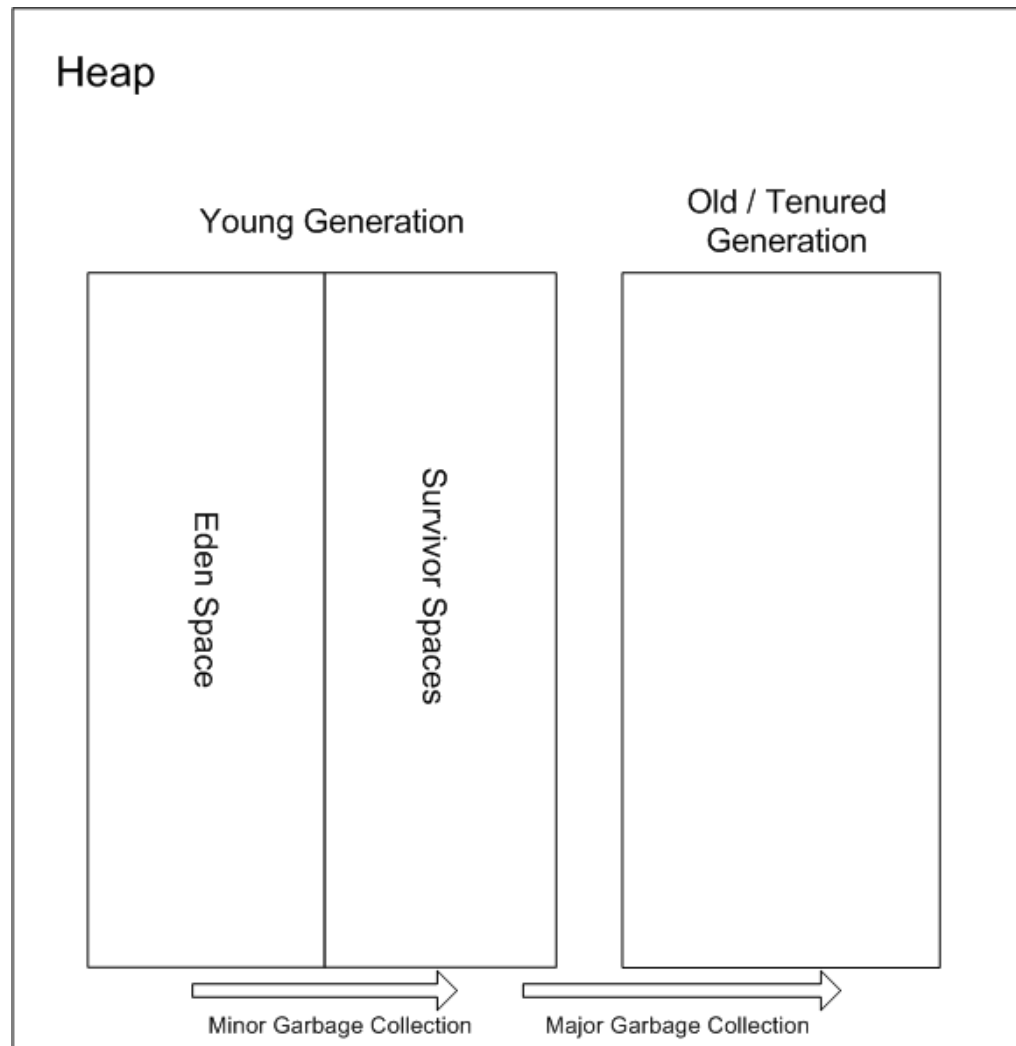 Heap
Young Generation
Old / Tenured
Generation
Eden Space
Survivor Spaces
Minor Garbage Collection
Major Garbage Collection